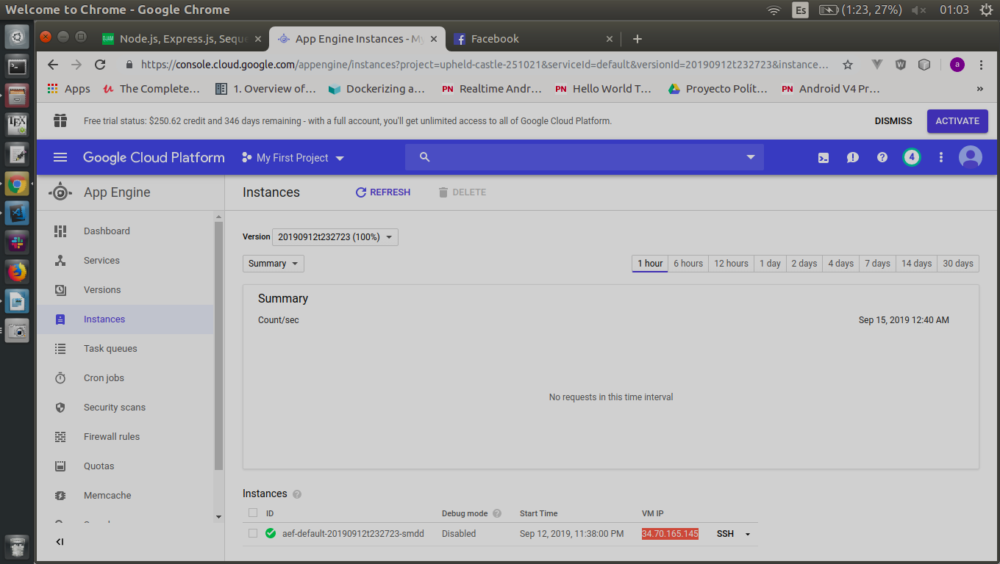 Welcome to Chrome - Google Chrome
Es
(1:23, 27%)
01:03
Node.js, Express.js, Seque
App Engine Instances - My
Facebook
https://console.cloud.google.com/appengine/instances?project=upheld-castle-251021&serviceId=default&versionId=20190912t232723&instance…
a
Apps
The Complete…
1. Overview of…
Dockerizing a…
PN Realtime Andr…
PN Hello World T…
Proyecto Polít…
PN Android V4 Pr…
»
Free trial status: $250.62 credit and 346 days remaining - with a full account, you'll get unlimited access to all of Google Cloud Platform.
DISMISS
ACTIVATE
Google Cloud Platform
My First Project
4
App Engine
Instances
REFRESH
DELETE
Dashboard
Services
Versions
Instances
Task queues
Cron jobs
Security scans
Firewall rules
Quotas
Memcache
Version
20190912t232723 (100%)
Summary
1 hour
6 hours
12 hours
1 day
2 days
4 days
7 days
14 days
30 days
Summary
Count/sec
Sep 15, 2019 12:40 AM
No requests in this time interval
Instances
ID
Debug mode
Start Time
VM IP
aef-default-20190912t232723-smdd
Disabled
Sep 12, 2019, 11:38:00 PM
34.70.165.145
SSH